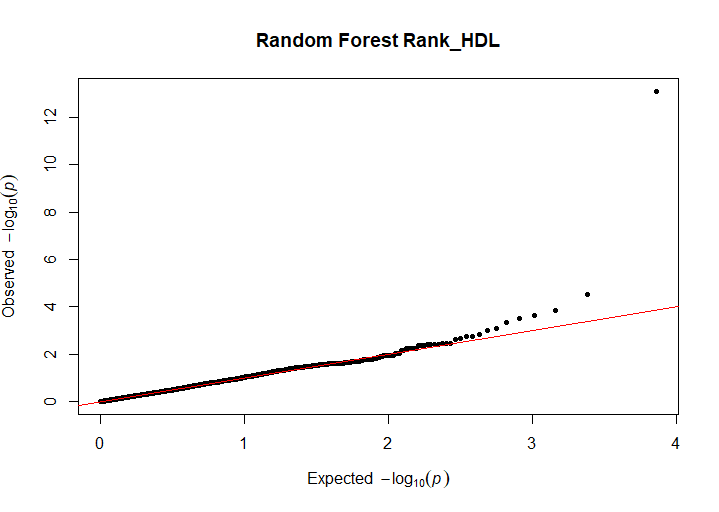 Random Forest Rank_HDL
Observed −log10(p)
12
10
8
6
4
2
0
0 1 2 3 4
Expected −log10(p)